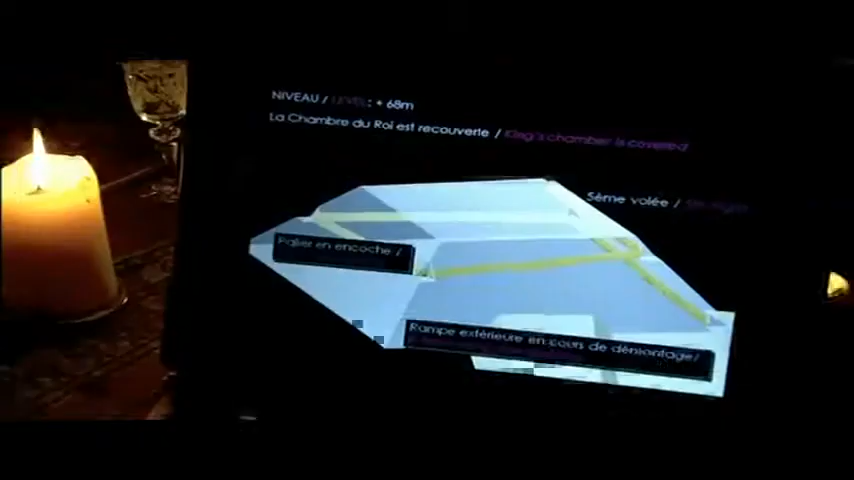 NIVEAU / LEVEL: + 68m
La Chambre du Roi est recouverte / King's chamber is covered
5ème volée /
Palier en encoche /
Rampe extérieure en cours de démontage/